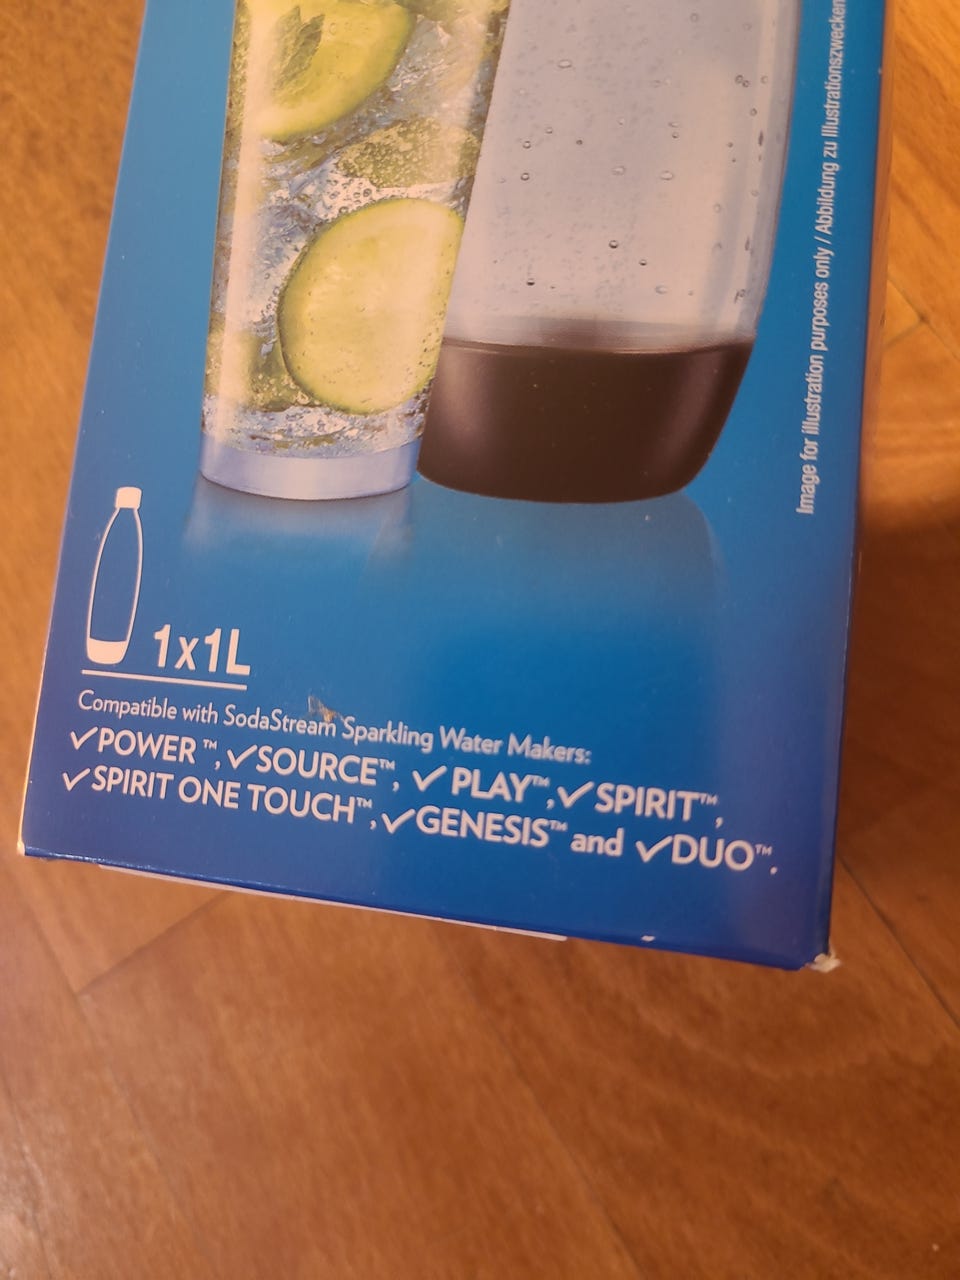 Image for illustration purposes only / Abbildung zu Illustrationszwecken
1x1L
Compatible with SodaStream Sparkling Water Makers:
✓POWER™, ✓SOURCE™, ✓PLAY™, ✓SPIRIT™,
✓SPIRIT ONE TOUCH™, ✓GENESIS™ and ✓DUO™.